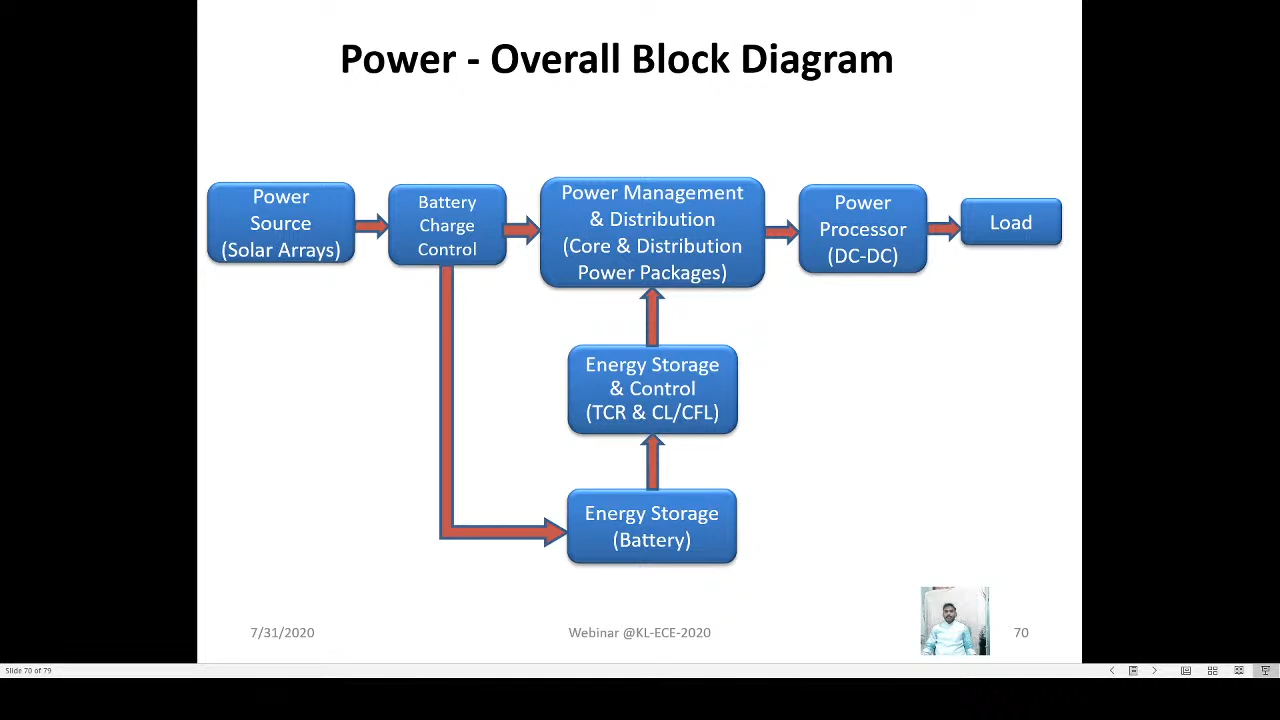 Power - Overall Block Diagram
Power
Source
(Solar Arrays)
Battery
Charge
Control
Power Management
& Distribution
(Core & Distribution
Power Packages)
Power
Processor
(DC-DC)
Load
Energy Storage
& Control
(TCR & CL/CFL)
Energy Storage
(Battery)
7/31/2020
Webinar @KL-ECE-2020
70
Slide 70 of 79